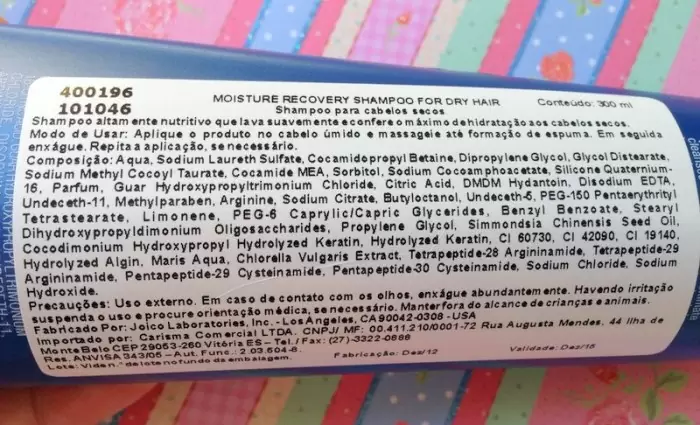 400196
101046
MOISTURE RECOVERY SHAMPOO FOR DRY HAIR Conteúdo: 300 ml
Shampoo para cabelos secos
Shampoo altamente nutritivo que lava suavemente e confere o máximo de hidratação aos cabelos secos.
Modo de Usar: Aplique o produto no cabelo úmido e massageie até formação de espuma. Em seguida
enxágue. Repita a aplicação, se necessário.
Composição: Aqua, Sodium Laureth Sulfate, Cocamidopropyl Betaine, Dipropylene Glycol, Glycol Distearate,
Sodium Methyl Cocoyl Taurate, Cocamide MEA, Sorbitol, Sodium Cocoamphoacetate, Silicone Quaternium-
16, Parfum, Guar Hydroxypropyltrimonium Chloride, Citric Acid, DMDM Hydantoin, Disodium EDTA,
Undeceth-11, Methylparaben, Arginine, Sodium Citrate, Butyloctanol, Undeceth-5, PEG-150 Pentaerythrityl
Tetrastearate, Limonene, PEG-6 Caprylic/Capric Glycerides, Benzyl Benzoate, Stearyl
Dihydroxypropyldimonium Oligosaccharides, Propylene Glycol, Simmondsia Chinensis Seed Oil,
Cocodimonium Hydroxypropyl Hydrolyzed Keratin, Hydrolyzed Keratin, CI 60730, CI 42090, CI 19140,
Hydrolyzed Algin, Maris Aqua, Chlorella Vulgaris Extract, Tetrapeptide-28 Argininamide, Tetrapeptide-29
Argininamide, Pentapeptide-29 Cysteinamide, Pentapeptide-30 Cysteinamide, Sodium Chloride, Sodium
Hydroxide.
Precauções: Uso externo. Em caso de contato com os olhos, enxágue abundantemente. Havendo irritação
suspenda o uso e procure orientação médica, se necessário. Manter fora do alcance de crianças e animais.
Fabricado Por: Joico Laboratories, Inc. - Los Angeles, CA 90042-0308 - USA
Importado por: Carisma Comercial LTDA. CNPJ/ MF: 00.411.210/0001-72 Rua Augusta Mendes, 44 Ilha de
Monte Belo CEP 29053-260 Vitória ES - Tel. / Fax: (27)-3322-0886
Res. ANVISA 343/05 - Aut. Func.: 2.03.504-6. Fabricação: Dez/12 Validade: Dez/15
Lote: Vide n.º de lote no fundo da embalagem.